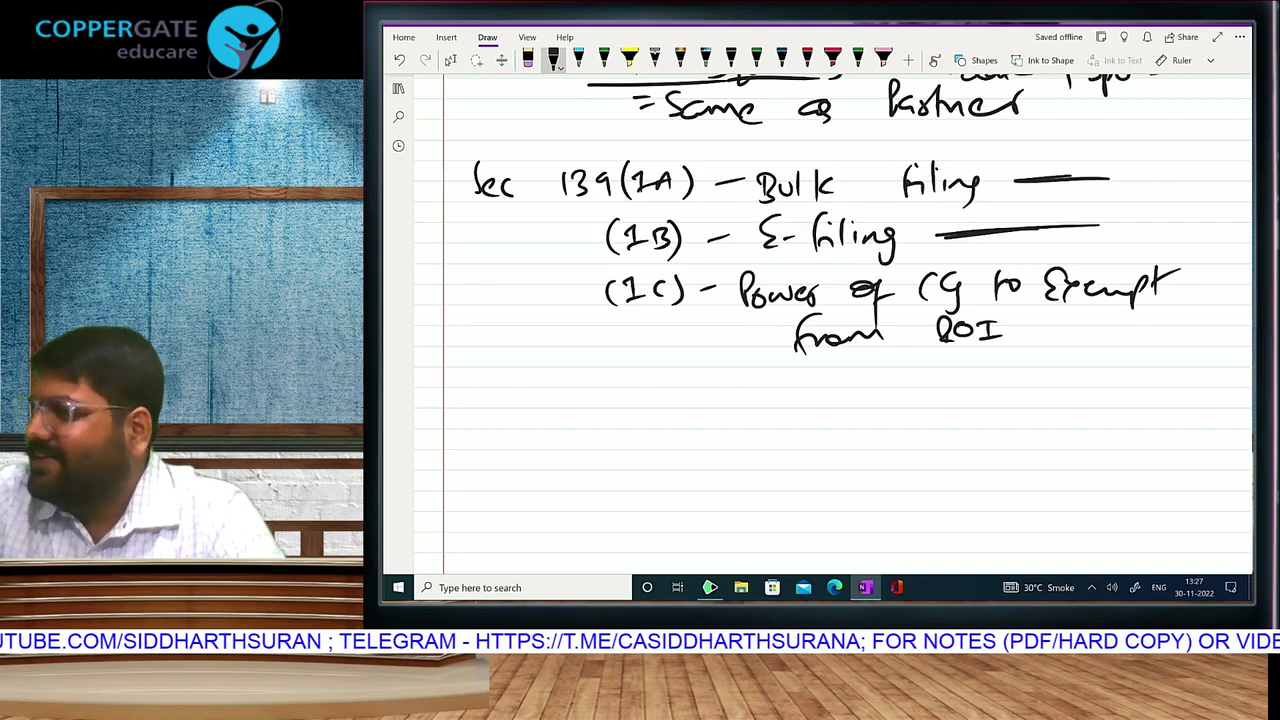 COPPERGATE
educare
Home Insert Draw View Help
Saved offline Share
Shapes Ink to Shape Ink to Text Ruler
= Same as Partner
Sec 139(1A) - Bulk filing
(1B) - E-filing
(1C) - Power of CG to Exempt
from ROI
Type here to search
30°C Smoke ENG 13:27
30-11-2022
UTUBE.COM/SIDDHARTHSURAN ; TELEGRAM - HTTPS://T.ME/CASIDDHARTHSURANA; FOR NOTES (PDF/HARD COPY) OR VIDE